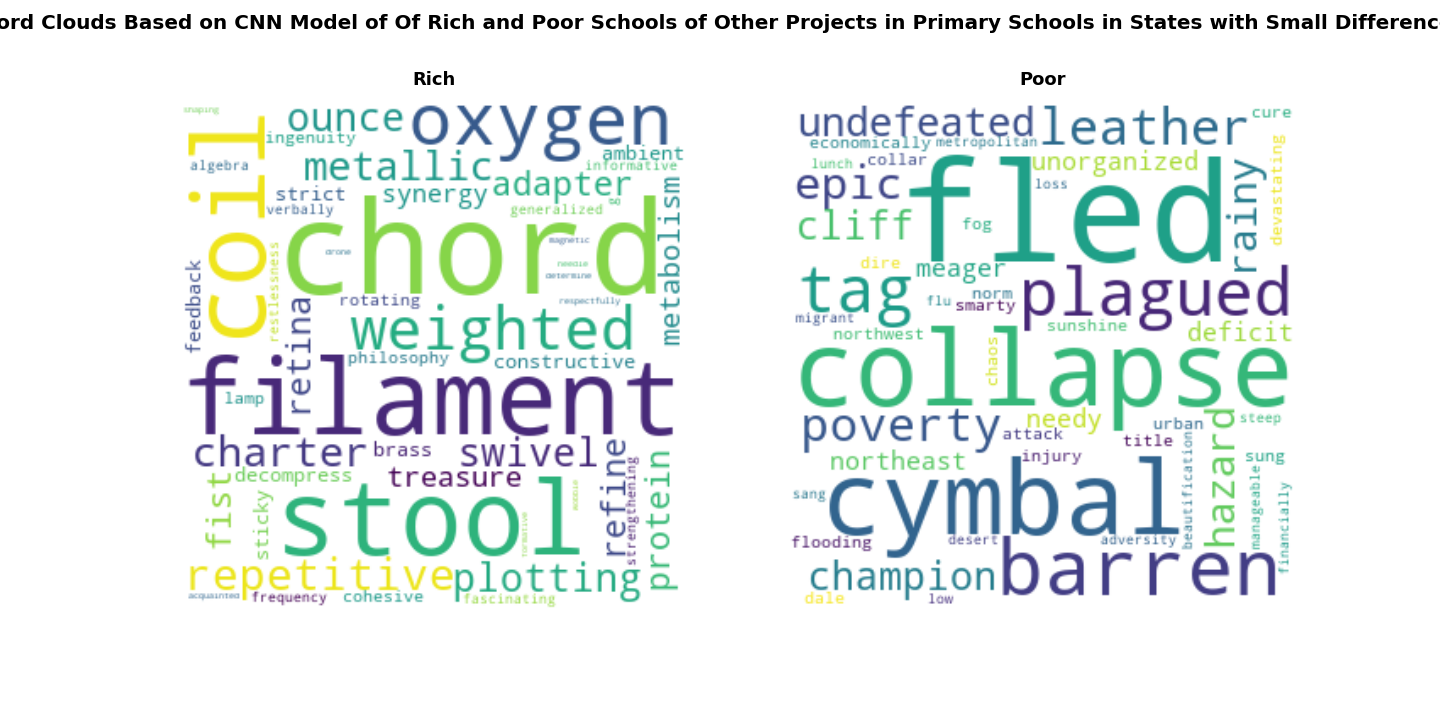 ord Clouds Based on CNN Model of Of Rich and Poor Schools of Other Projects in Primary Schools in States with Small Differenc
Rich
shaping
coil
ounce
oxygen
ingenuity
algebra
metallic
ambient
informative
strict
synergy
adapter
verbally
generalized
chord
magnetic
drone
needle
determine
metabolism
feedback
restlessness
retina
rotating
respectfully
weighted
philosophy
constructive
filament
lamp
charter
brass
swivel
decompress
treasure
refine
strengthening
protein
fist
sticky
stool
formative
repetitive
plotting
acquainted
frequency
cohesive
fascinating
Poor
undefeated
leather
cure
economically
metropolitan
lunch
collar
unorganized
epic
fled
loss
rainy
devastating
cliff
fog
dire
meager
tag
flu
norm
smarty
plagued
migrant
northwest
sunshine
deficit
chaos
collapse
poverty
needy
urban
steep
attack
title
hazard
northeast
injury
sung
sang
cymbal
beautification
manageable
financially
flooding
desert
adversity
champion
barren
dale
low